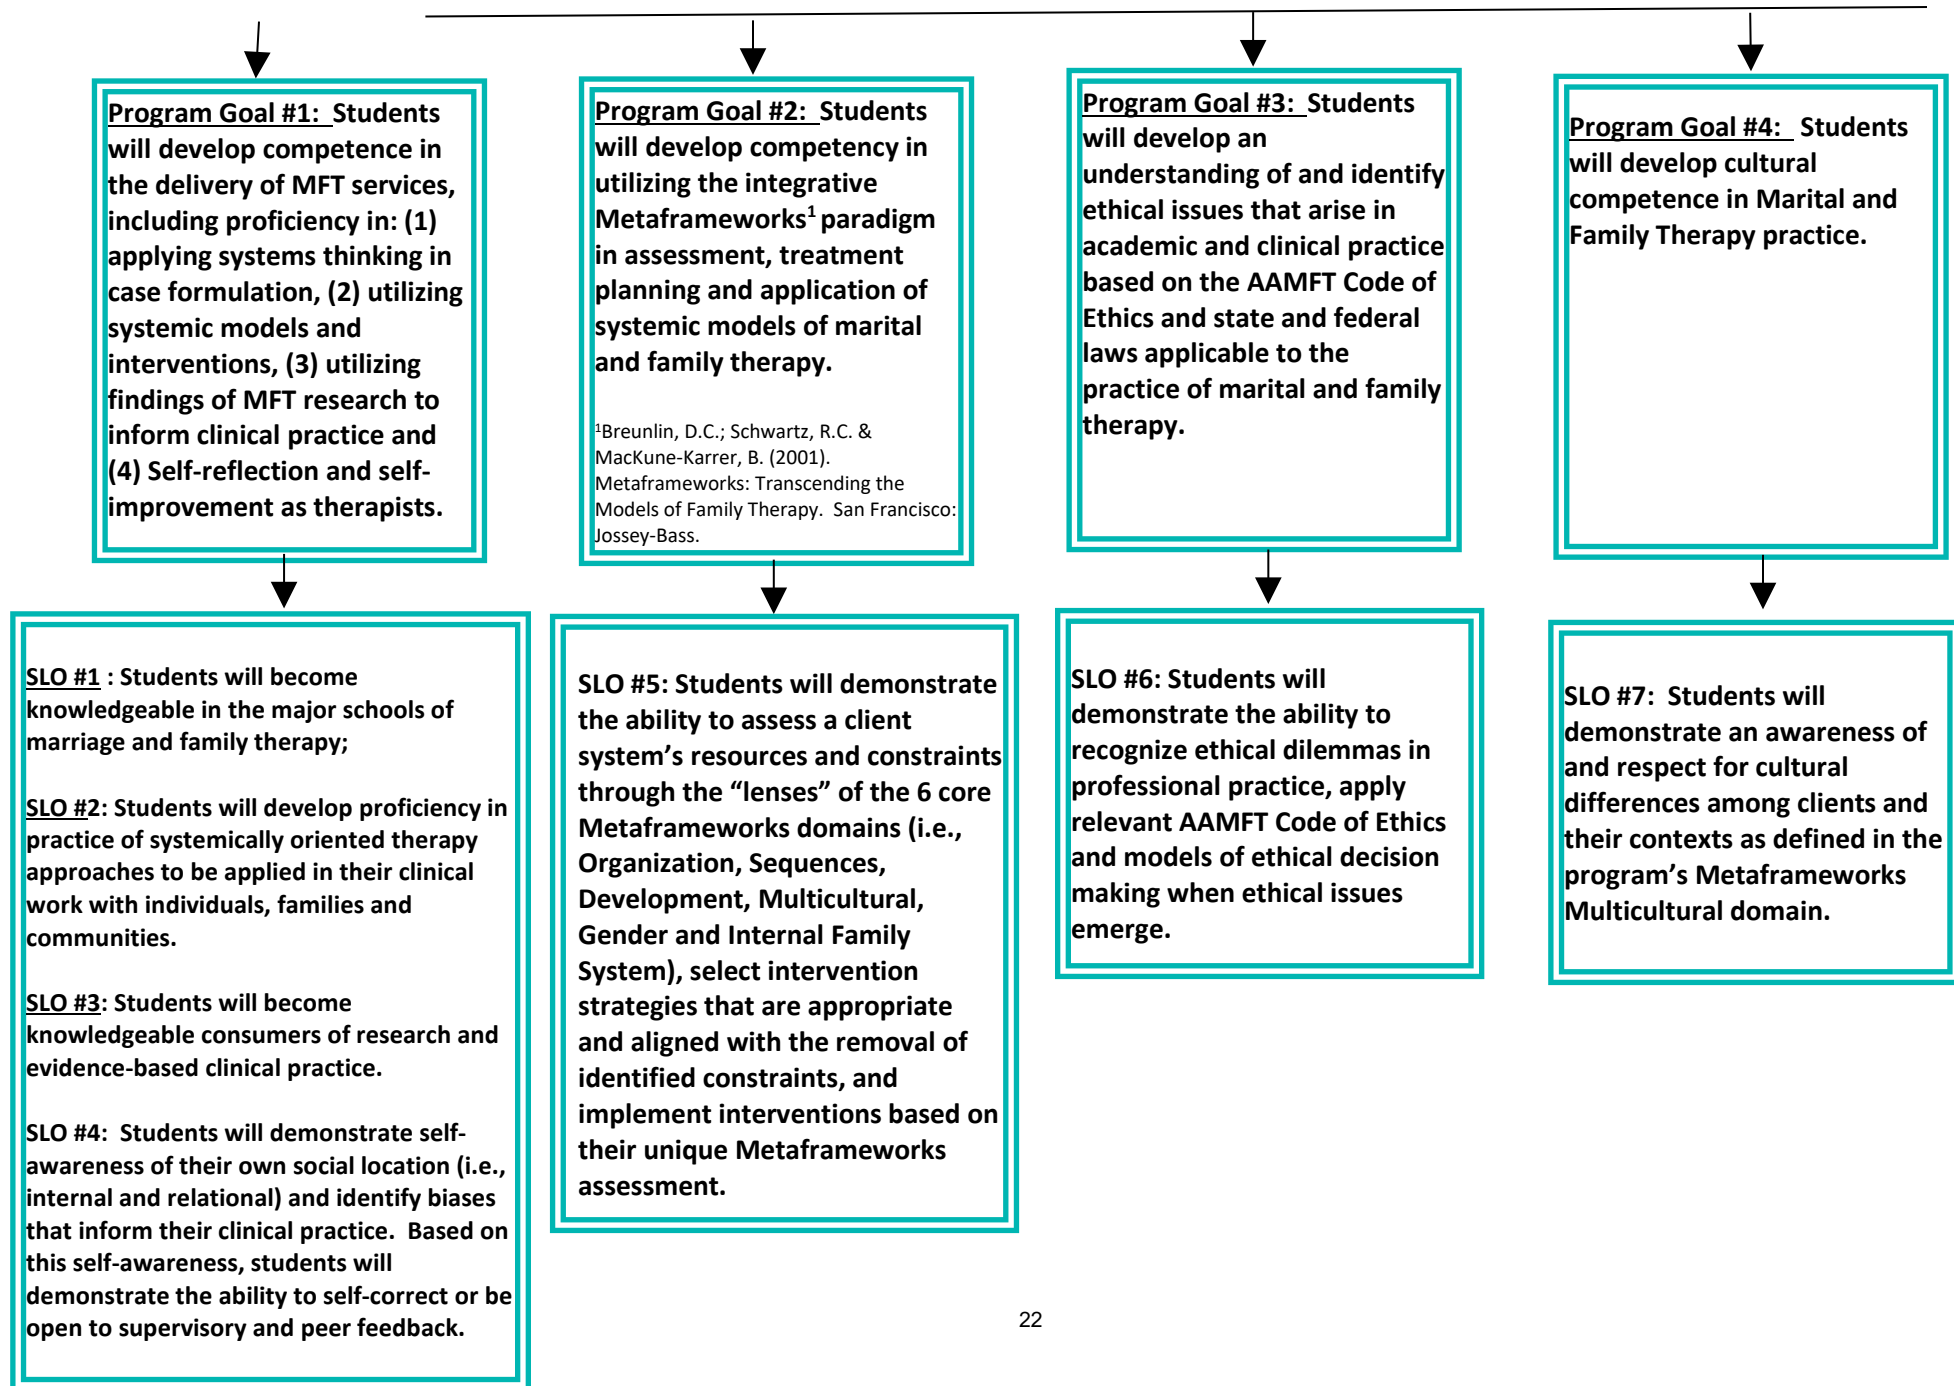 Program Goal #1:  Students
will develop competence in
the delivery of MFT services,
including proficiency in: (1)
applying systems thinking in
case formulation, (2) utilizing
systemic models and
interventions, (3) utilizing
findings of MFT research to
inform clinical practice and
(4) Self-reflection and self-
improvement as therapists.
Program Goal #2:  Students
will develop competency in
utilizing the integrative
Metaframeworks¹ paradigm
in assessment, treatment
planning and application of
systemic models of marital
and family therapy.
¹Breunlin, D.C.; Schwartz, R.C. &
MacKune-Karrer, B. (2001).
Metaframeworks: Transcending the
Models of Family Therapy.  San Francisco:
Jossey-Bass.
Program Goal #3:  Students
will develop an
understanding of and identify
ethical issues that arise in
academic and clinical practice
based on the AAMFT Code of
Ethics and state and federal
laws applicable to the
practice of marital and family
therapy.
Program Goal #4:   Students
will develop cultural
competence in Marital and
Family Therapy practice.
SLO #1 : Students will become
knowledgeable in the major schools of
marriage and family therapy;
SLO #2: Students will develop proficiency in
practice of systemically oriented therapy
approaches to be applied in their clinical
work with individuals, families and
communities.
SLO #3: Students will become
knowledgeable consumers of research and
evidence-based clinical practice.
SLO #4:  Students will demonstrate self-
awareness of their own social location (i.e.,
internal and relational) and identify biases
that inform their clinical practice.  Based on
this self-awareness, students will
demonstrate the ability to self-correct or be
open to supervisory and peer feedback.
SLO #5: Students will demonstrate
the ability to assess a client
system’s resources and constraints
through the “lenses” of the 6 core
Metaframeworks domains (i.e.,
Organization, Sequences,
Development, Multicultural,
Gender and Internal Family
System), select intervention
strategies that are appropriate
and aligned with the removal of
identified constraints, and
implement interventions based on
their unique Metaframeworks
assessment.
SLO #6: Students will
demonstrate the ability to
recognize ethical dilemmas in
professional practice, apply
relevant AAMFT Code of Ethics
and models of ethical decision
making when ethical issues
emerge.
SLO #7:  Students will
demonstrate an awareness of
and respect for cultural
differences among clients and
their contexts as defined in the
program’s Metaframeworks
Multicultural domain.
22